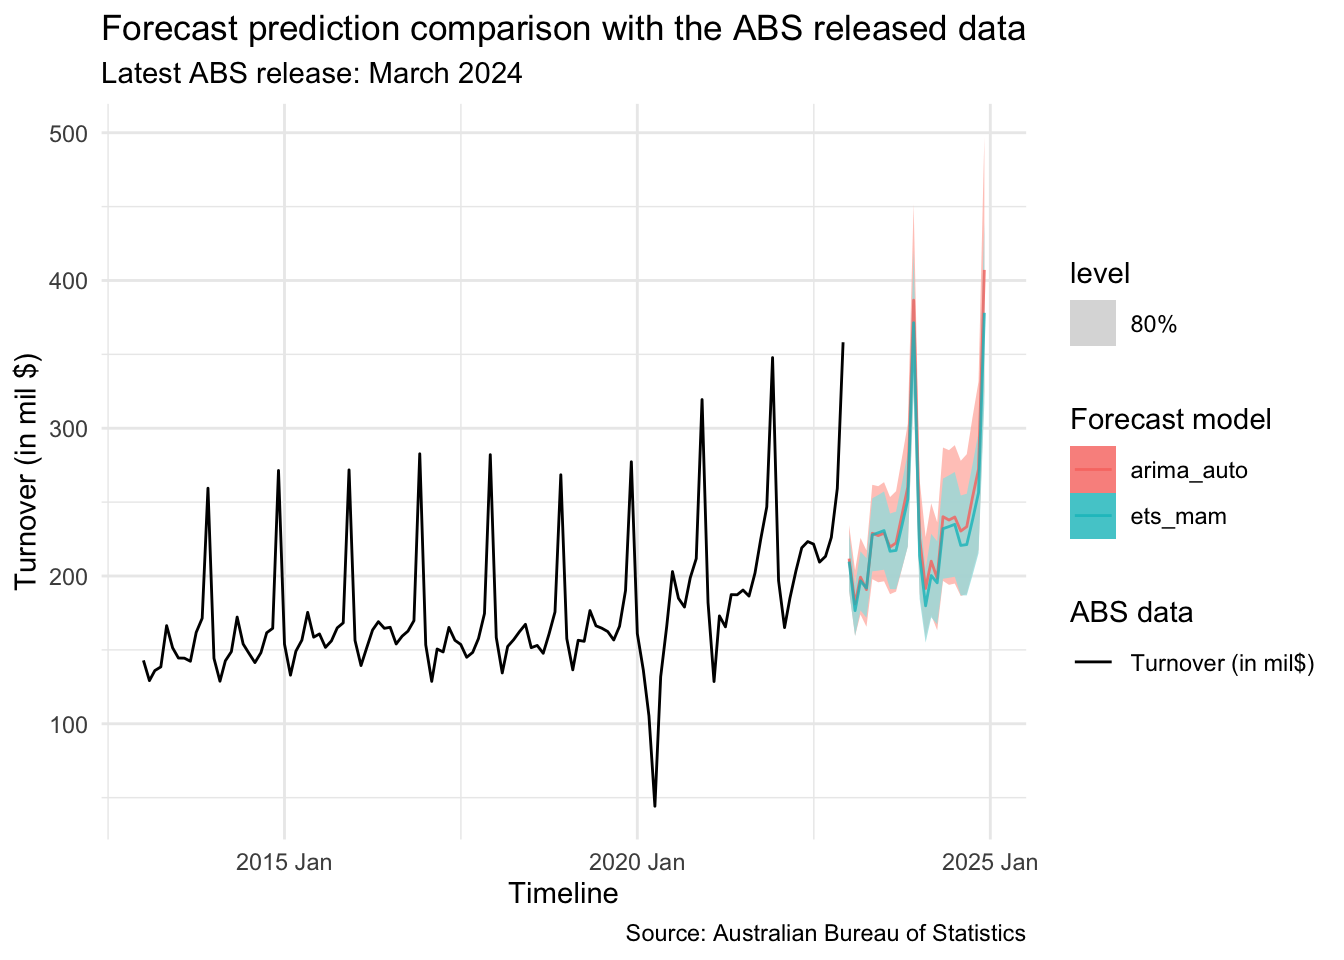 Forecast prediction comparison with the ABS released data
Latest ABS release: March 2024
500
400
300
200
100
Turnover (in mil $)
2015 Jan
2020 Jan
2025 Jan
Timeline
level
80%
Forecast model
arima_auto
ets_mam
ABS data
Turnover (in mil$)
Source: Australian Bureau of Statistics